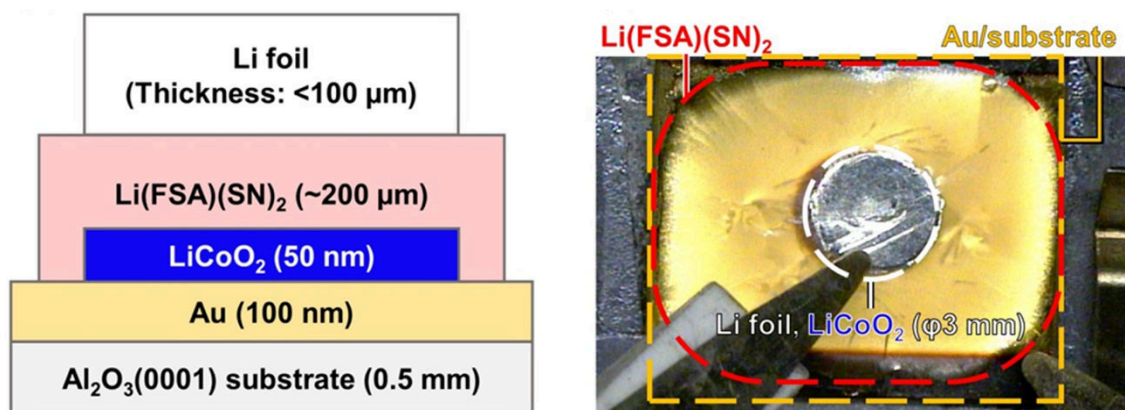 Li foil
(Thickness: <100 μm)
Li(FSA)(SN)₂ (~200 μm)
LiCoO₂ (50 nm)
Au (100 nm)
Al₂O₃(0001) substrate (0.5 mm)
Li(FSA)(SN)₂
Au/substrate
Li foil, LiCoO₂ (φ3 mm)